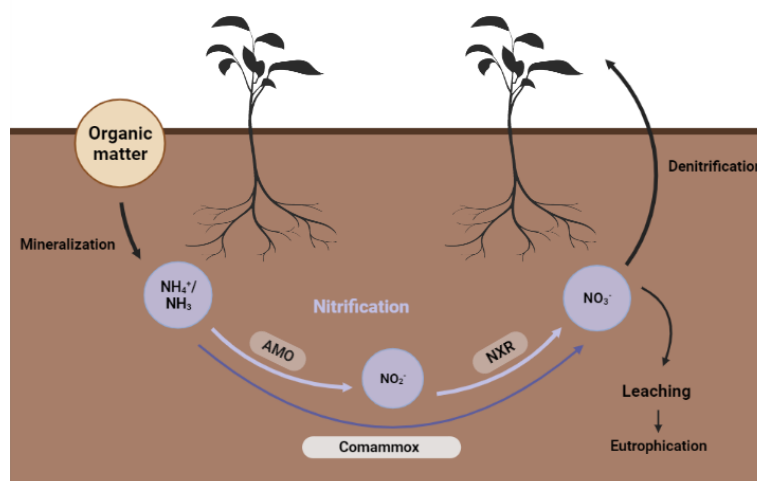 Organic
matter
Denitrification
Mineralization
NH₄⁺/
NH₃
Nitrification
NO₃⁻
AMO
NXR
NO₂⁻
Leaching
Comammox
Eutrophication